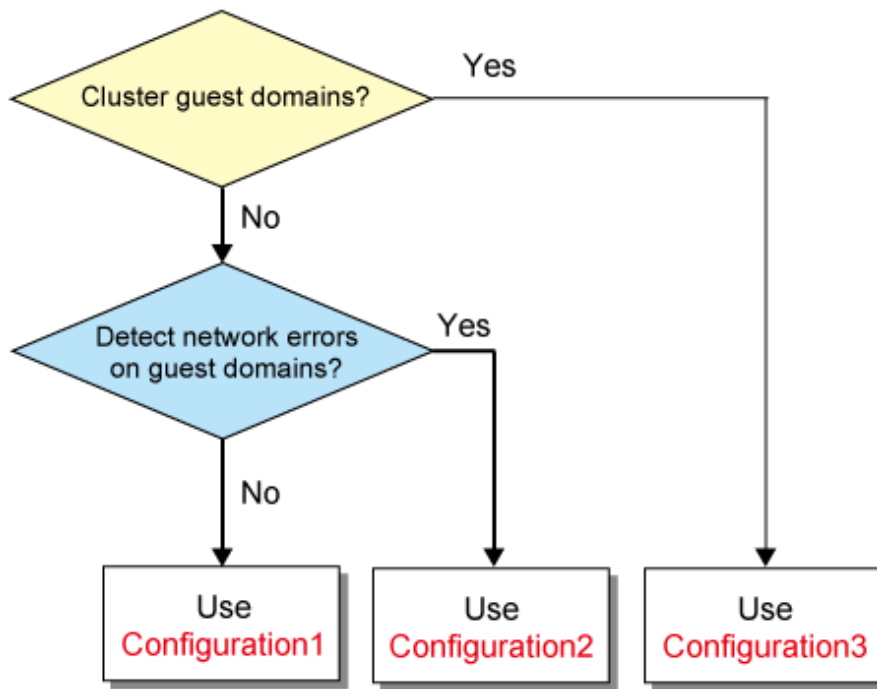 Cluster guest domains?
Yes
No
Detect network errors
on guest domains?
Yes
No
Use
Configuration1
Use
Configuration2
Use
Configuration3